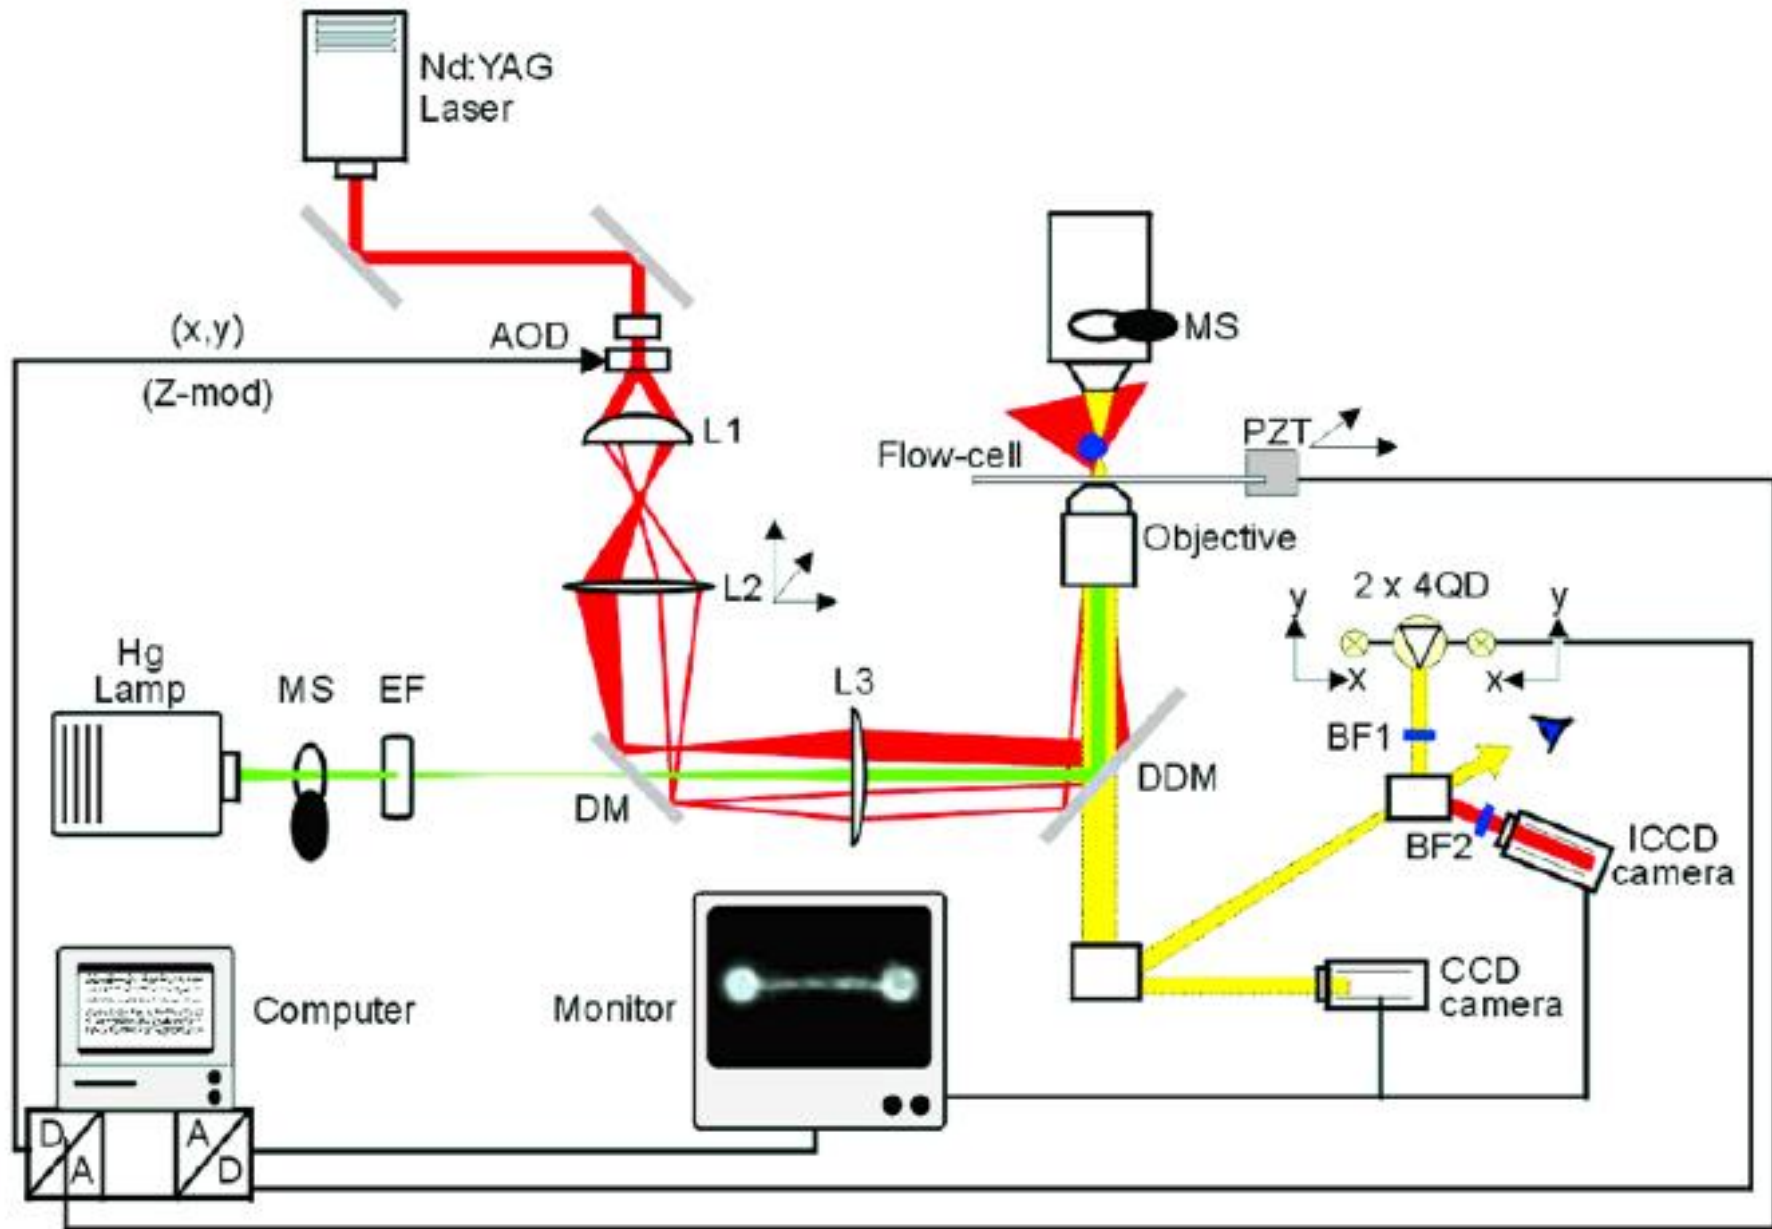 Nd:YAG
Laser
(x,y)
AOD
(Z-mod)
MS
L1
PZT
Flow-cell
Objective
L2
2 x 4QD
y
y
x
x
Hg
Lamp
MS
EF
L3
BF1
DM
DDM
BF2
ICCD
camera
CCD
camera
Computer
Monitor
D
A
A
D